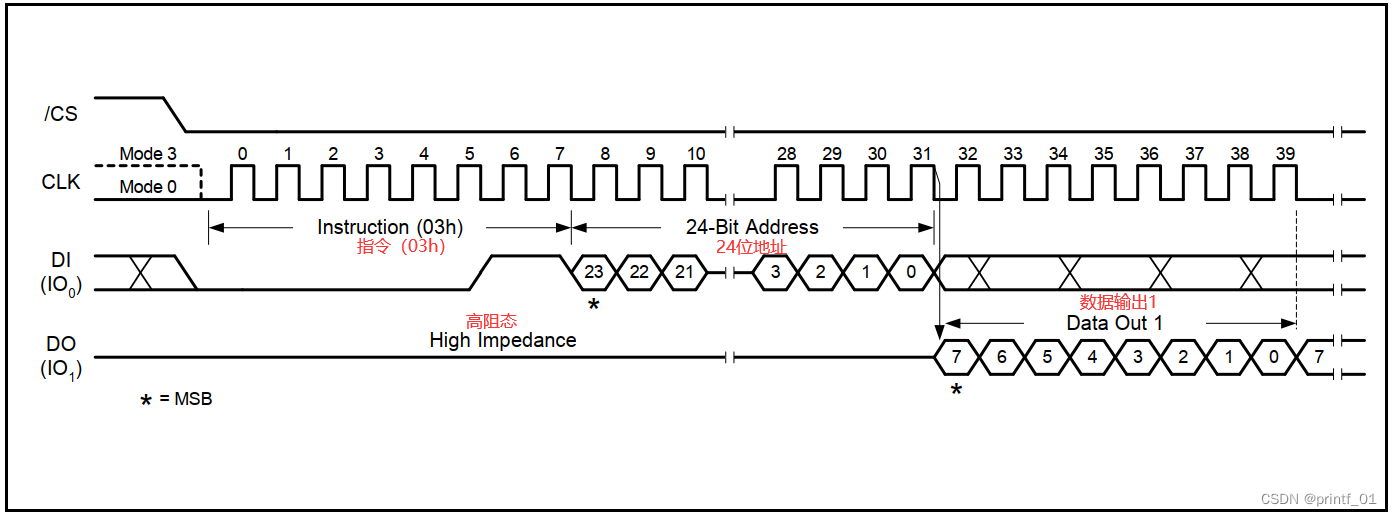 /CS
Mode 3 0 1 2 3 4 5 6 7 8 9 10 28 29 30 31 32 33 34 35 36 37 38 39
CLK
Mode 0
Instruction (03h) 24-Bit Address
指令（03h） 24位地址
DI
(IO0)
23 22 21 3 2 1 0
*
数据输出1
高阻态
Data Out 1
High Impedance
DO
(IO1)
7 6 5 4 3 2 1 0 7
*
* = MSB
CSDN @printf_01